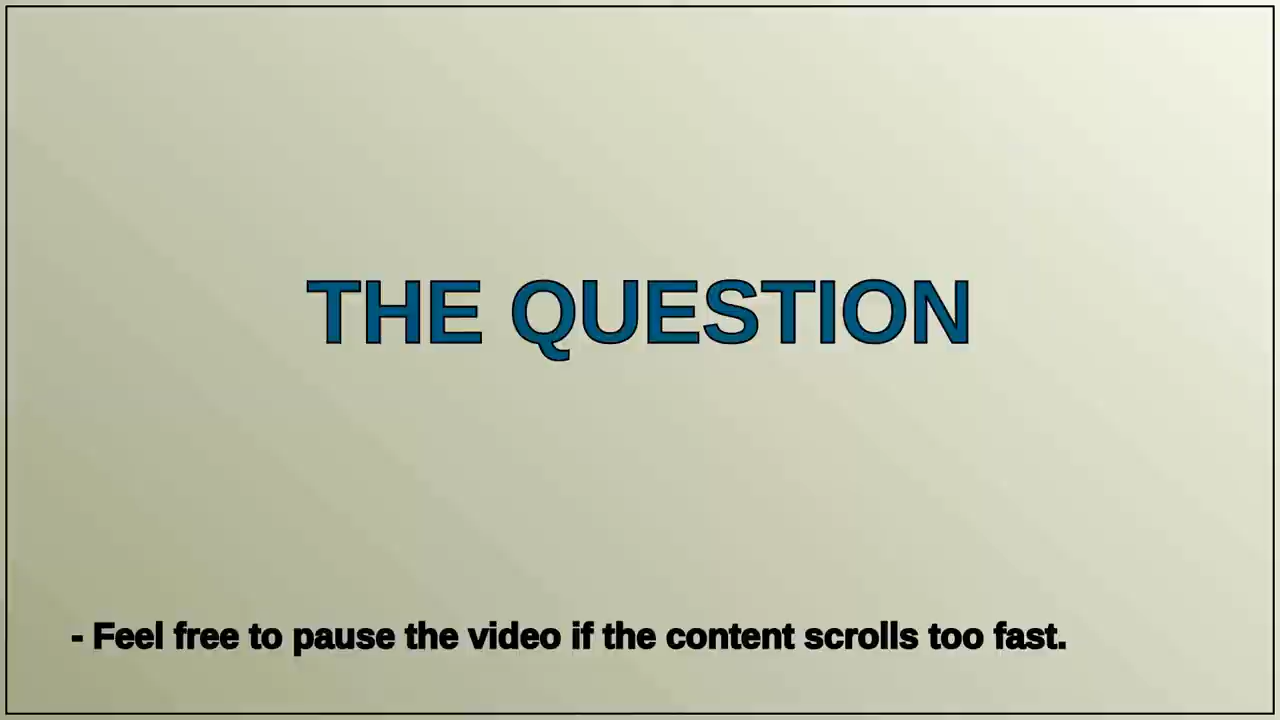 THE QUESTION
- Feel free to pause the video if the content scrolls too fast.